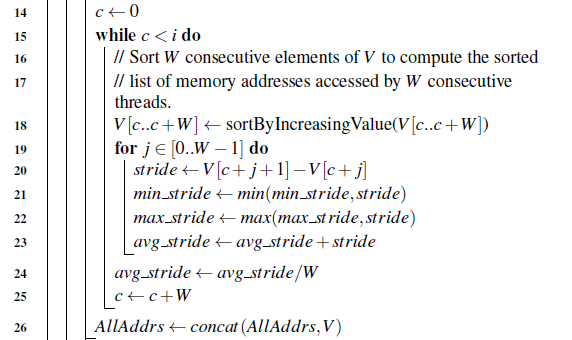 14 c ← 0
15 while c < i do
16 // Sort W consecutive elements of V to compute the sorted
17 // list of memory addresses accessed by W consecutive
threads.
18 V[c..c+W] ← sortByIncreasingValue(V[c..c+W])
19 for j ∈ [0..W−1] do
20 stride ← V[c+j+1]−V[c+j]
21 min_stride ← min(min_stride,stride)
22 max_stride ← max(max_stride,stride)
23 avg_stride ← avg_stride+stride
24 avg_stride ← avg_stride/W
25 c ← c+W
26 AllAddrs ← concat(AllAddrs,V)